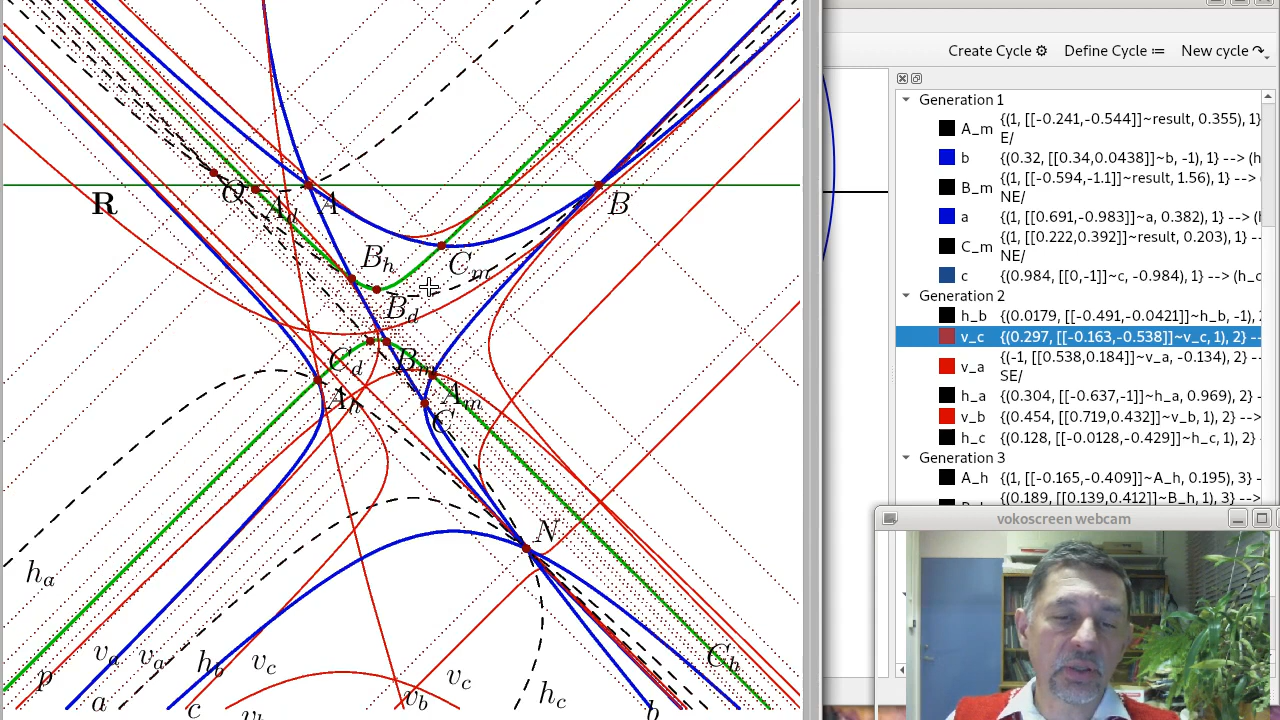 Create Cycle
Define Cycle
New cycle
Generation 1
A_m {(1, [[-0.241,-0.544]]~result, 0.355), 1}
E/
b {(0.32, [[0.34,0.0438]]~b, -1), 1} --> (h
B_m {(1, [[-0.594,-1.1]]~result, 1.56), 1} -->
NE/
a {(1, [[0.691,-0.983]]~a, 0.382), 1} --> (h
C_m {(1, [[0.222,0.392]]~result, 0.203), 1} --
NE/
c {(0.984, [[0,-1]]~c, -0.984), 1} --> (h_c
Generation 2
h_b {(0.0179, [[-0.491,-0.0421]]~h_b, -1),
v_c {(0.297, [[-0.163,-0.538]]~v_c, 1), 2} --
v_a {(-1, [[0.538,0.184]]~v_a, -0.134), 2} --
SE/
h_a {(0.304, [[-0.637,-1]]~h_a, 0.969), 2} -
v_b {(0.454, [[0.719,0.432]]~v_b, 1), 2} -->
h_c {(0.128, [[-0.0128,-0.429]]~h_c, 1), 2}
Generation 3
A_h {(1, [[-0.165,-0.409]]~A_h, 0.195), 3} -
{(0.189, [[0.139,0.412]]~B_h, 1), 3} -->
vokoscreen webcam
R
O
A_d
A
B
B_h
C_m
B_d
C_d
B_m
A_h
A_m
C
N
h_a
v_a
v_a
h_b
v_c
v_c
h_c
C_h
p
a
c
v_b
v_b
b